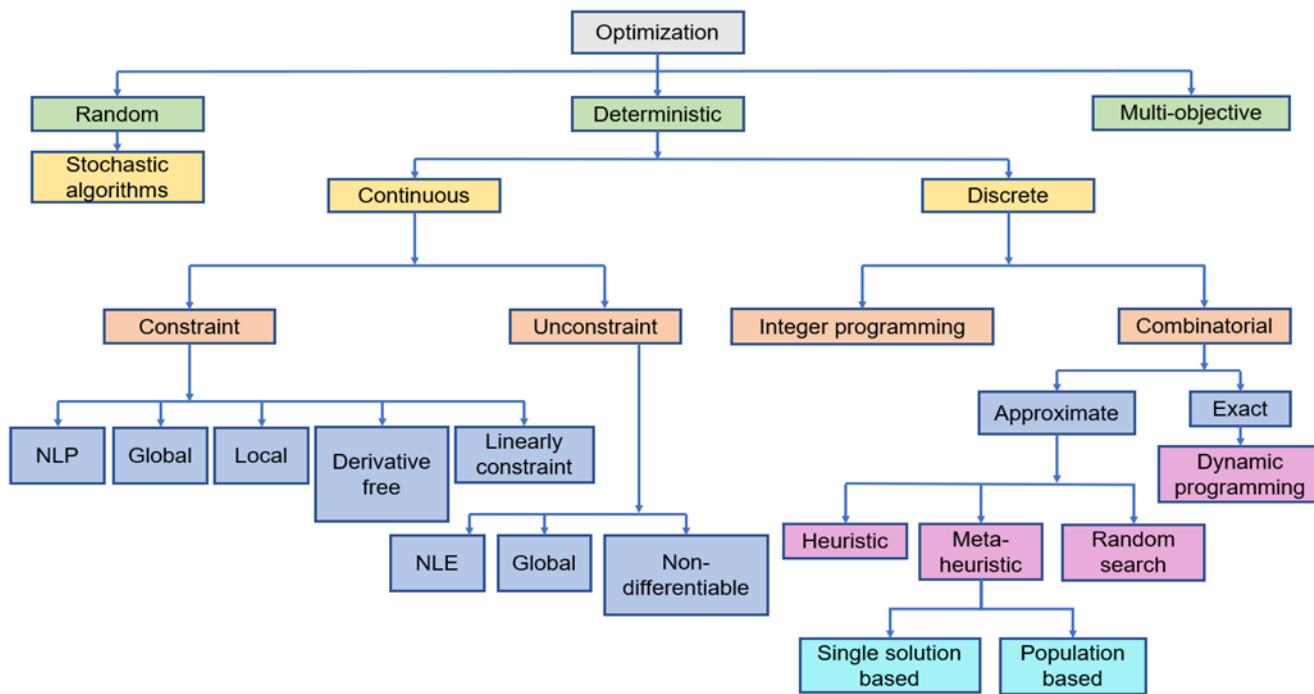 Optimization
Random
Deterministic
Multi-objective
Stochastic
algorithms
Continuous
Discrete
Constraint
Unconstraint
Integer programming
Combinatorial
Approximate
Exact
NLP
Global
Local
Derivative
free
Linearly
constraint
Dynamic
programming
NLE
Global
Non-
differentiable
Heuristic
Meta-
heuristic
Random
search
Single solution
based
Population
based